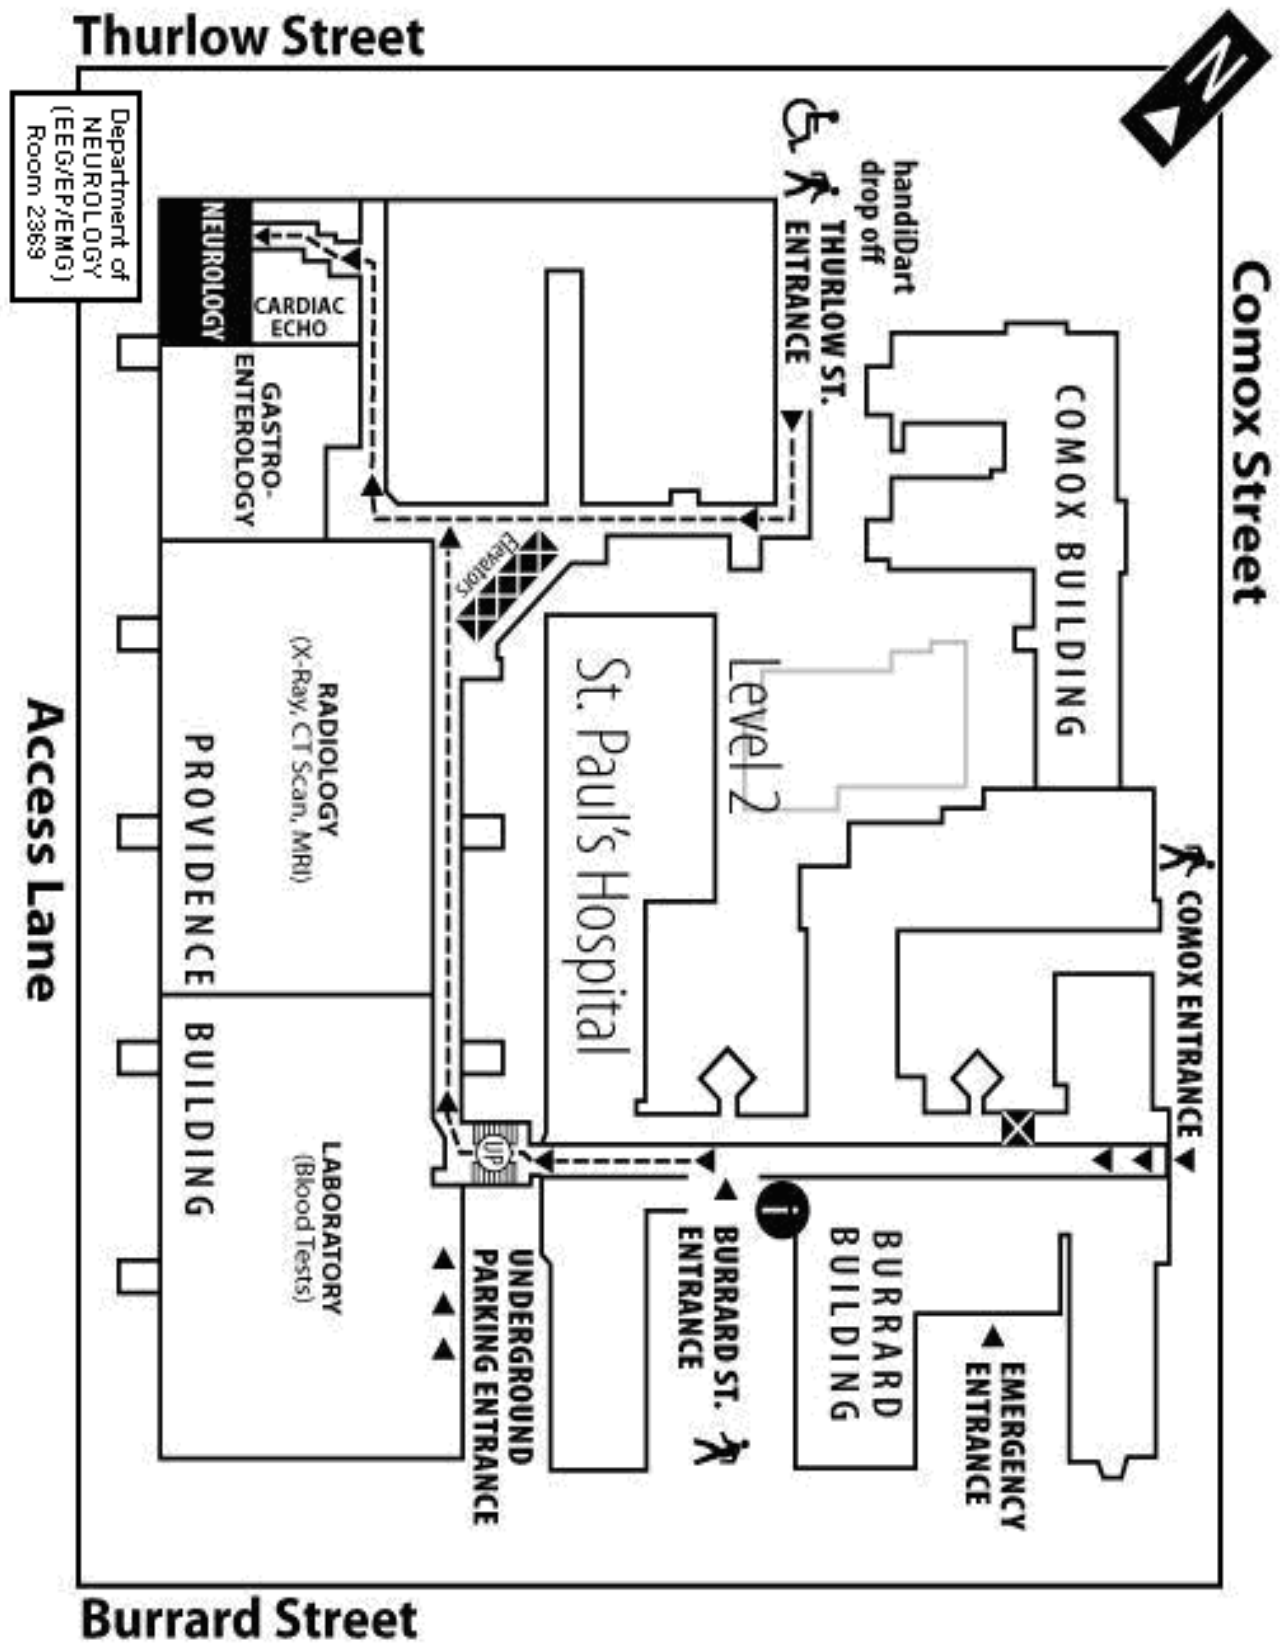 Thurlow Street
N
Department of
NEUROLOGY
(EEG/EP/EMG)
Room 2369
handiDart
drop off
THURLOW ST.
ENTRANCE
NEUROLOGY
CARDIAC
ECHO
GASTRO-
ENTEROLOGY
Comox Street
COMOX BUILDING
Elevators
Level 2
St. Paul's Hospital
RADIOLOGY
(X-Ray, CT Scan, MRI)
PROVIDENCE BUILDING
Access Lane
COMOX ENTRANCE
UP
i
LABORATORY
(Blood Tests)
UNDERGROUND
PARKING ENTRANCE
BURRARD ST.
ENTRANCE
BURRARD
BUILDING
EMERGENCY
ENTRANCE
Burrard Street